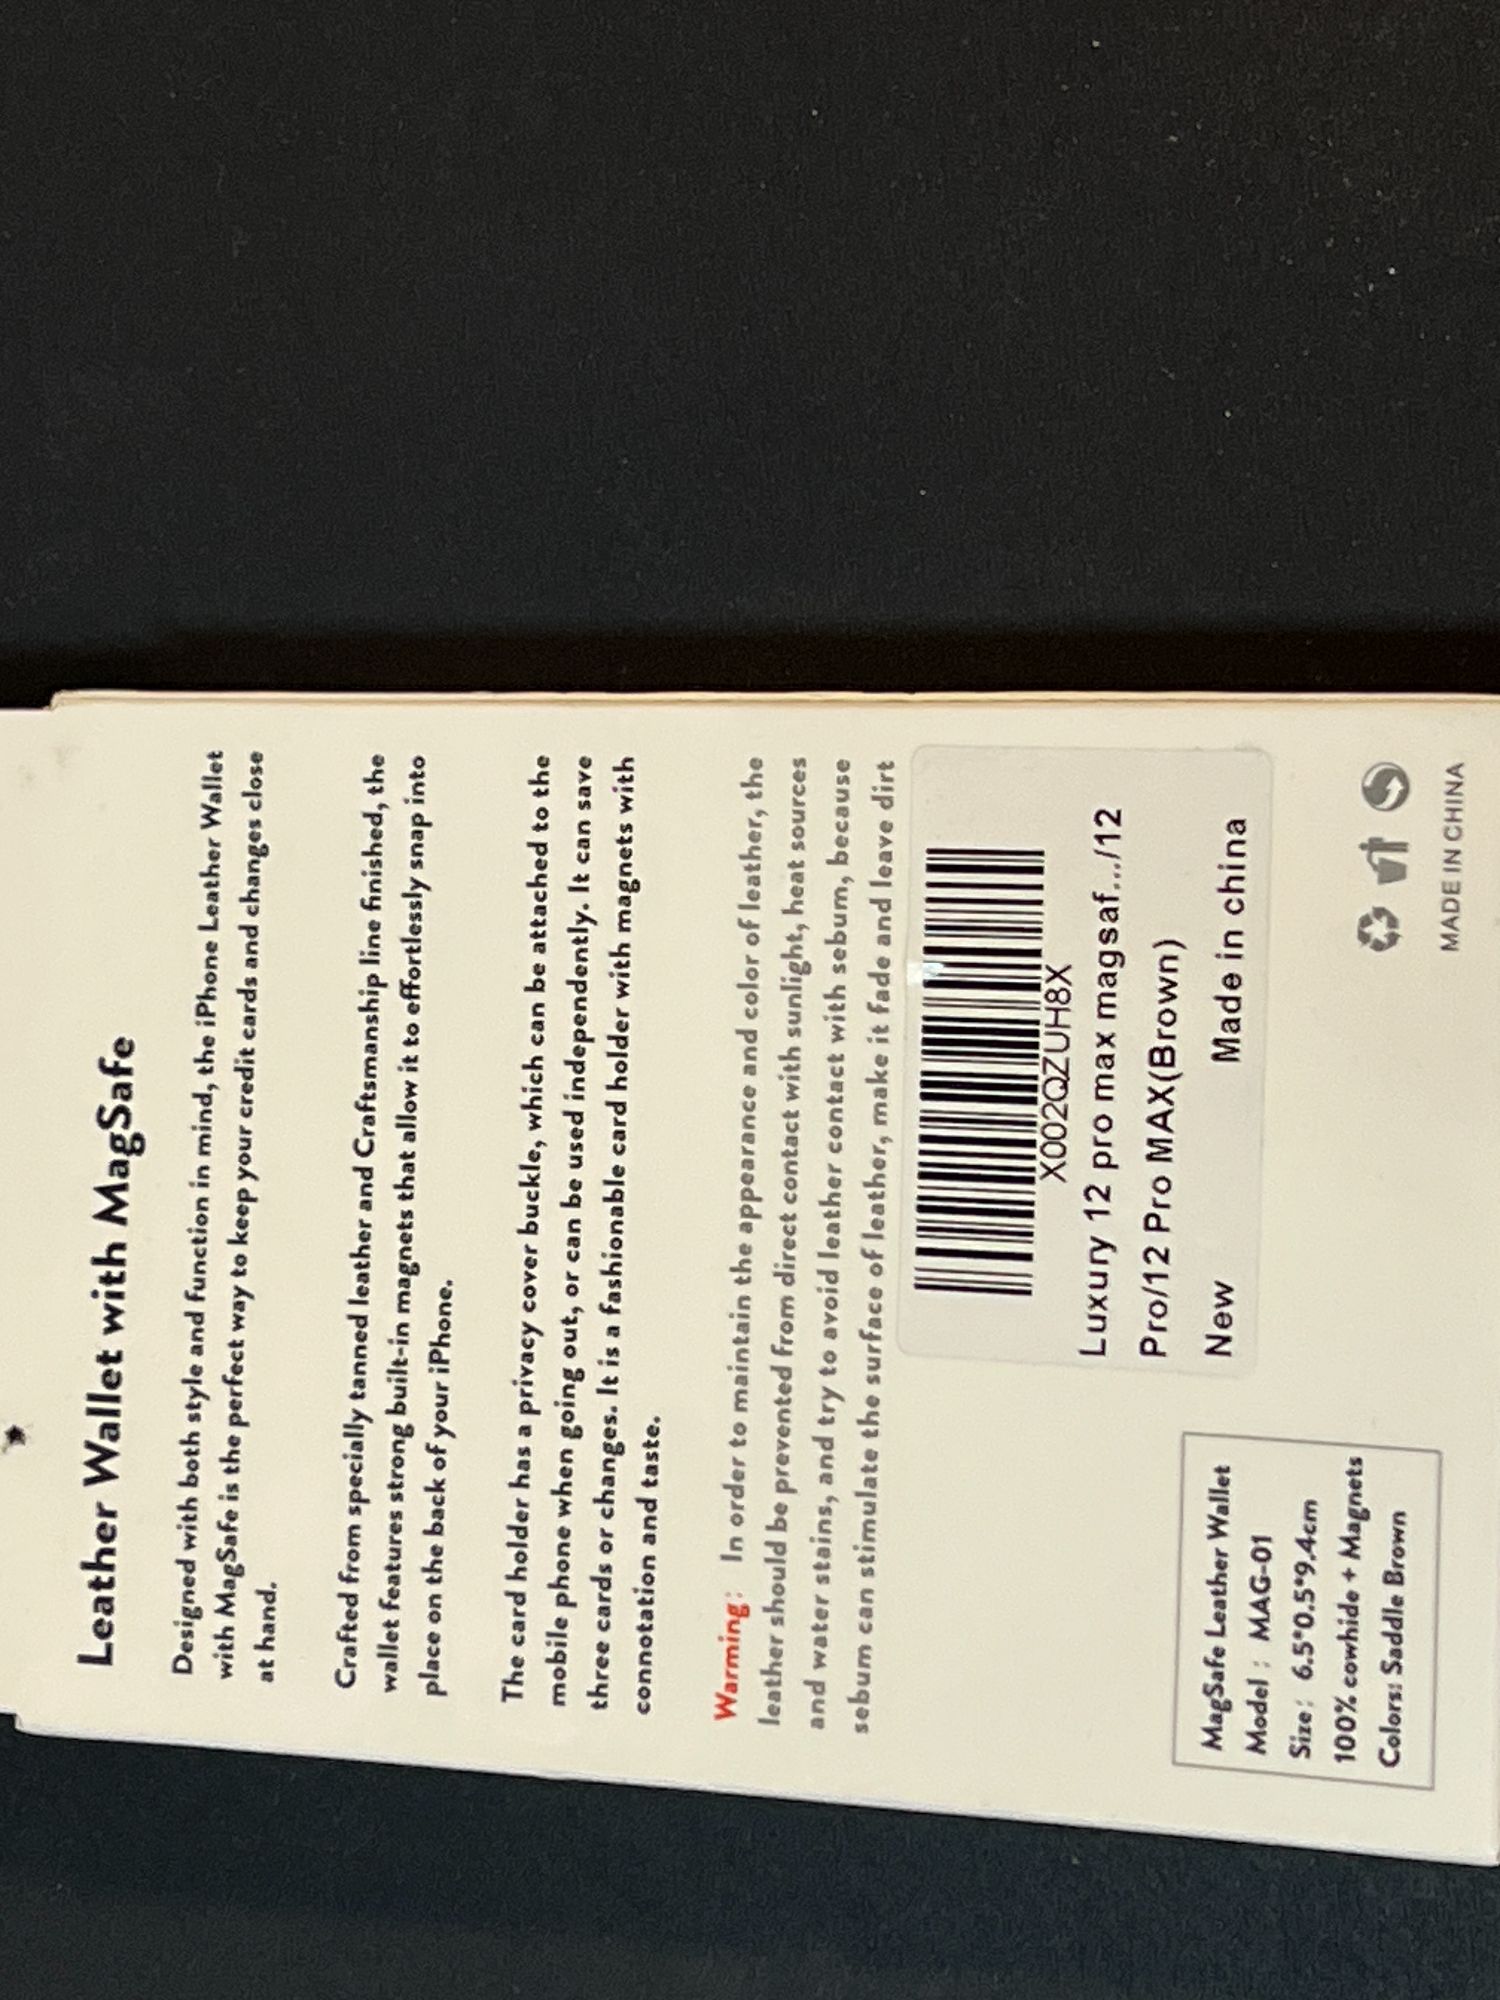 Leather Wallet with MagSafe
Designed with both style and function in mind, the iPhone Leather Wallet
with MagSafe is the perfect way to keep your credit cards and changes close
at hand.
Crafted from specially tanned leather and Craftsmanship line finished, the
wallet features strong built-in magnets that allow it to effortlessly snap into
place on the back of your iPhone.
The card holder has a privacy cover buckle, which can be attached to the
mobile phone when going out, or can be used independently. It can save
three cards or changes. It is a fashionable card holder with magnets with
connotation and taste.
Warming: In order to maintain the appearance and color of leather, the
leather should be prevented from direct contact with sunlight, heat sources
and water stains, and try to avoid leather contact with sebum, because
sebum can stimulate the surface of leather, make it fade and leave dirt
X002QZUH8X
Luxury 12 pro max magsaf.../12
Pro/12 Pro MAX(Brown)
New Made in china
MagSafe Leather Wallet
Model : MAG-01
Size: 6.5*0.5*9.4cm
100% cowhide + Magnets
Colors: Saddle Brown
MADE IN CHINA